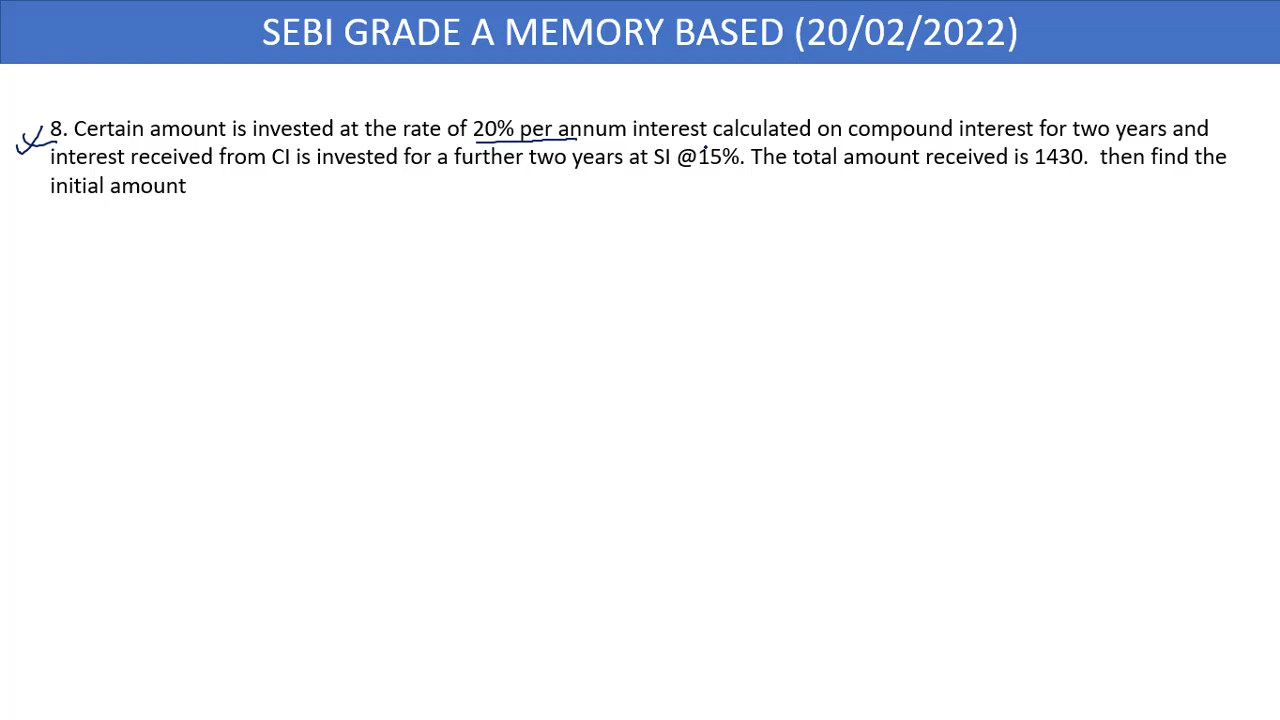 SEBI GRADE A MEMORY BASED (20/02/2022)
8. Certain amount is invested at the rate of 20% per annum interest calculated on compound interest for two years and
interest received from CI is invested for a further two years at SI @15%. The total amount received is 1430.  then find the
initial amount